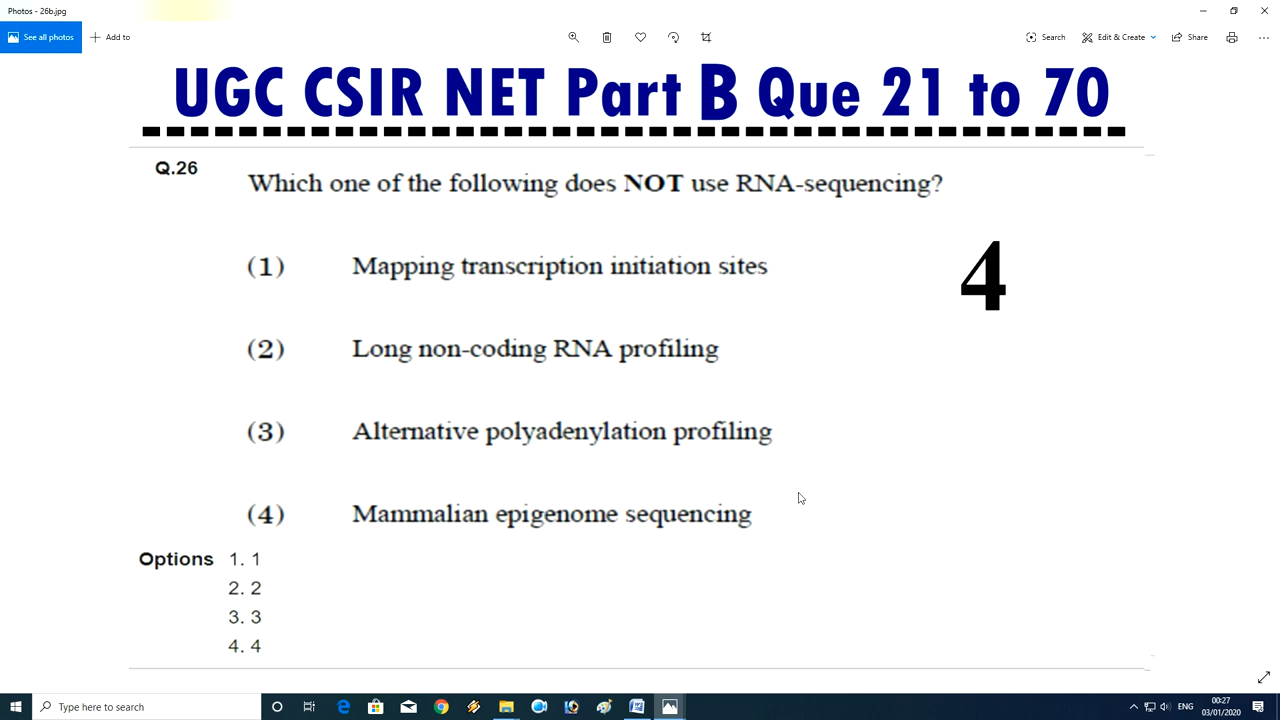 Photos - 26b.jpg
See all photos
Add to
Search
Edit & Create
Share
UGC CSIR NET Part B Que 21 to 70
Q.26
Which one of the following does NOT use RNA-sequencing?
(1) Mapping transcription initiation sites
4
(2) Long non-coding RNA profiling
(3) Alternative polyadenylation profiling
(4) Mammalian epigenome sequencing
Options 1. 1
2. 2
3. 3
4. 4
Type here to search
ENG
00:27
03/01/2020